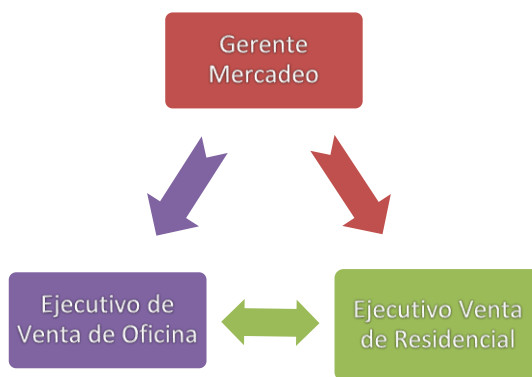 Gerente
Mercadeo
Ejecutivo de
Venta de Oficina
Ejecutivo Venta
de Residencial